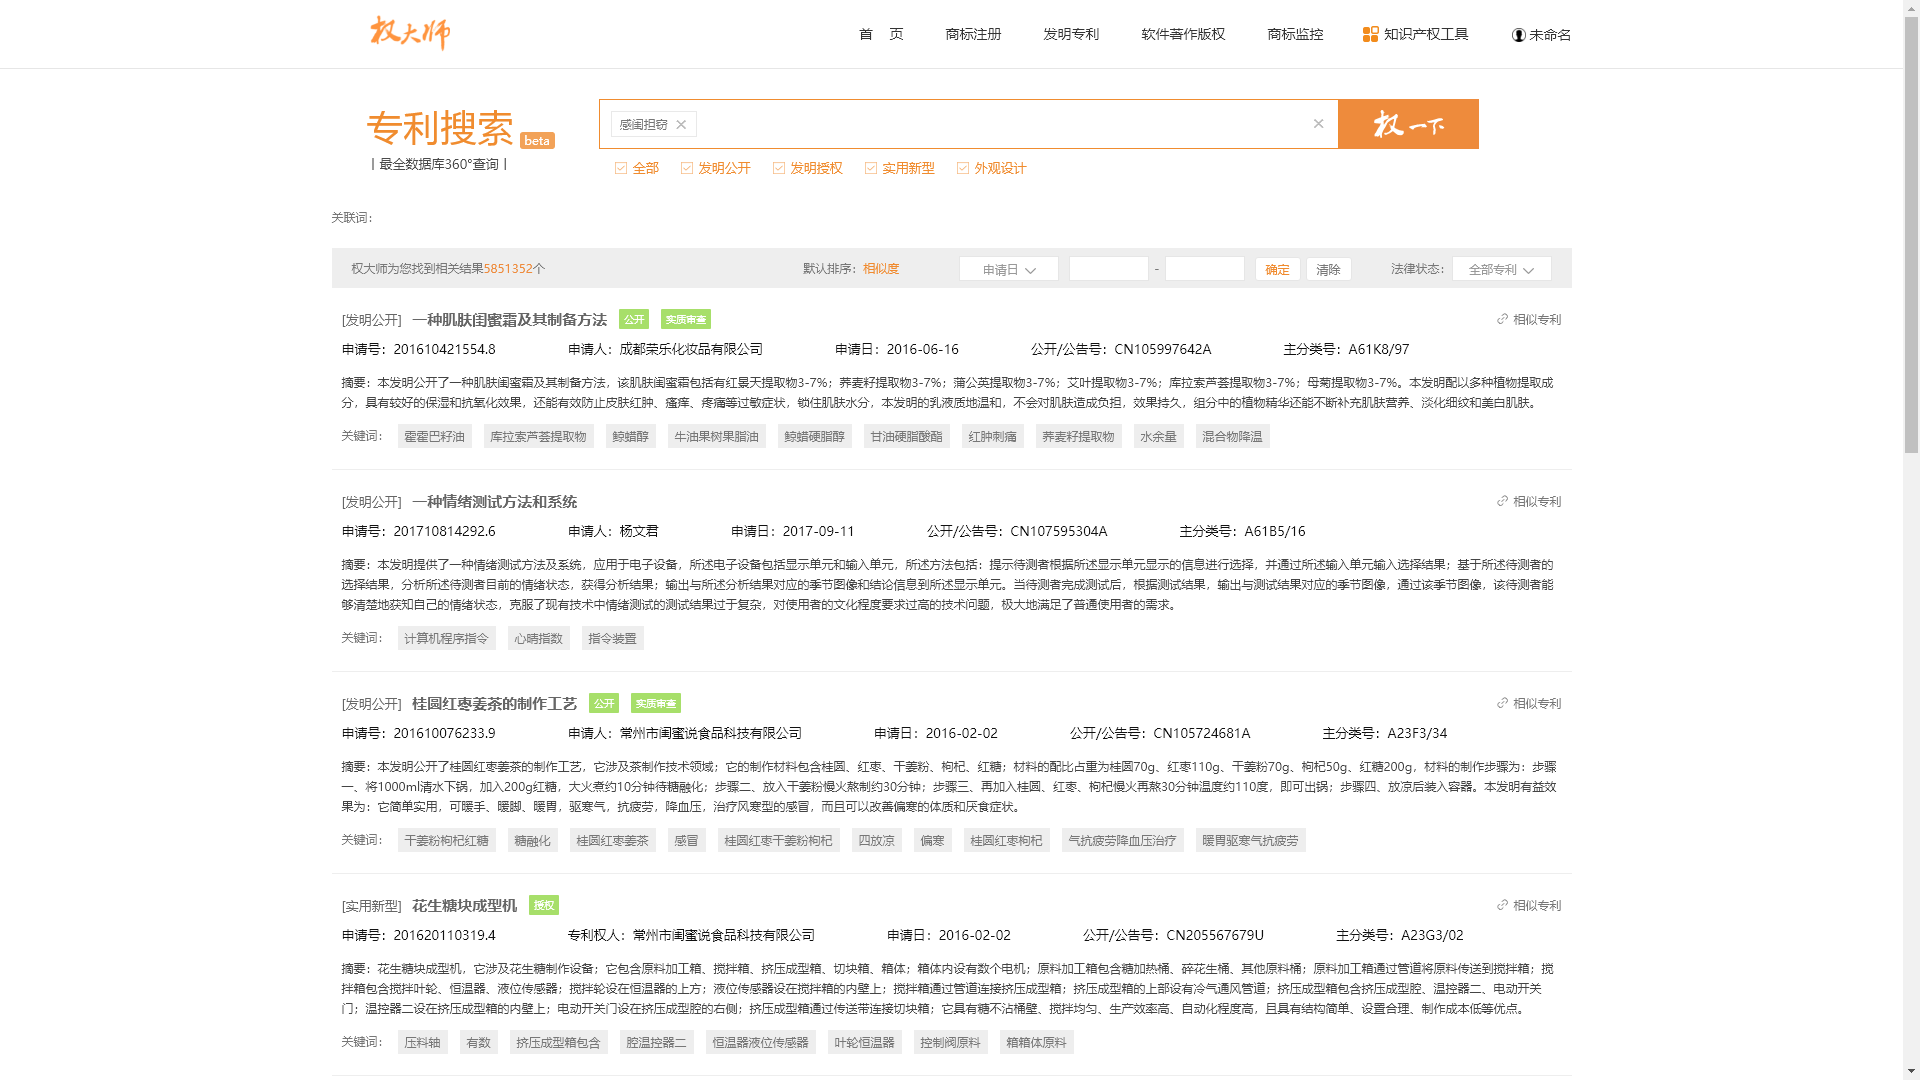 权大师
首 页 商标注册 发明专利 软件著作版权 商标监控 知识产权工具 未命名
专利搜索 beta
丨最全数据库360°查询丨
感闺担窃 ✕ ✕ 权一下
全部 发明公开 发明授权 实用新型 外观设计
关联词：
权大师为您找到相关结果5851352个 默认排序：相似度 申请日 - 确定 清除 法律状态： 全部专利
[发明公开] 一种肌肤闺蜜霜及其制备方法 公开 实质审查 相似专利
申请号：201610421554.8 申请人：成都荣乐化妆品有限公司 申请日：2016-06-16 公开/公告号：CN105997642A 主分类号：A61K8/97
摘要：本发明公开了一种肌肤闺蜜霜及其制备方法，该肌肤闺蜜霜包括有红景天提取物3-7%；荞麦籽提取物3-7%；蒲公英提取物3-7%；艾叶提取物3-7%；库拉索芦荟提取物3-7%；母菊提取物3-7%。本发明配以多种植物提取成
分，具有较好的保湿和抗氧化效果，还能有效防止皮肤红肿、瘙痒、疼痛等过敏症状，锁住肌肤水分，本发明的乳液质地温和，不会对肌肤造成负担，效果持久，组分中的植物精华还能不断补充肌肤营养、淡化细纹和美白肌肤。
关键词： 霍霍巴籽油 库拉索芦荟提取物 鲸蜡醇 牛油果树果脂油 鲸蜡硬脂醇 甘油硬脂酸酯 红肿刺痛 荞麦籽提取物 水余量 混合物降温
[发明公开] 一种情绪测试方法和系统 相似专利
申请号：201710814292.6 申请人：杨文君 申请日：2017-09-11 公开/公告号：CN107595304A 主分类号：A61B5/16
摘要：本发明提供了一种情绪测试方法及系统，应用于电子设备，所述电子设备包括显示单元和输入单元，所述方法包括：提示待测者根据所述显示单元显示的信息进行选择，并通过所述输入单元输入选择结果；基于所述待测者的
选择结果，分析所述待测者目前的情绪状态，获得分析结果；输出与所述分析结果对应的季节图像和结论信息到所述显示单元。当待测者完成测试后，根据测试结果，输出与测试结果对应的季节图像，通过该季节图像，该待测者能
够清楚地获知自己的情绪状态，克服了现有技术中情绪测试的测试结果过于复杂，对使用者的文化程度要求过高的技术问题，极大地满足了普通使用者的需求。
关键词： 计算机程序指令 心晴指数 指令装置
[发明公开] 桂圆红枣姜茶的制作工艺 公开 实质审查 相似专利
申请号：201610076233.9 申请人：常州市闺蜜说食品科技有限公司 申请日：2016-02-02 公开/公告号：CN105724681A 主分类号：A23F3/34
摘要：本发明公开了桂圆红枣姜茶的制作工艺，它涉及茶制作技术领域；它的制作材料包含桂圆、红枣、干姜粉、枸杞、红糖；材料的配比占重为桂圆70g、红枣110g、干姜粉70g、枸杞50g、红糖200g，材料的制作步骤为：步骤
一、将1000ml清水下锅，加入200g红糖，大火煮约10分钟待糖融化；步骤二、放入干姜粉慢火熬制约30分钟；步骤三、再加入桂圆、红枣、枸杞慢火再熬30分钟温度约110度，即可出锅；步骤四、放凉后装入容器。本发明有益效
果为：它简单实用，可暖手、暖脚、暖胃，驱寒气，抗疲劳，降血压，治疗风寒型的感冒，而且可以改善偏寒的体质和厌食症状。
关键词： 干姜粉枸杞红糖 糖融化 桂圆红枣姜茶 感冒 桂圆红枣干姜粉枸杞 四放凉 偏寒 桂圆红枣枸杞 气抗疲劳降血压治疗 暖胃驱寒气抗疲劳
[实用新型] 花生糖块成型机 授权 相似专利
申请号：201620110319.4 专利权人：常州市闺蜜说食品科技有限公司 申请日：2016-02-02 公开/公告号：CN205567679U 主分类号：A23G3/02
摘要：花生糖块成型机，它涉及花生糖制作设备；它包含原料加工箱、搅拌箱、挤压成型箱、切块箱、箱体；箱体内设有数个电机；原料加工箱包含糖加热桶、碎花生桶、其他原料桶；原料加工箱通过管道将原料传送到搅拌箱；搅
拌箱包含搅拌叶轮、恒温器、液位传感器；搅拌轮设在恒温器的上方；液位传感器设在搅拌箱的内壁上；搅拌箱通过管道连接挤压成型箱；挤压成型箱的上部设有冷气通风管道；挤压成型箱包含挤压成型腔、温控器二、电动开关
门；温控器二设在挤压成型箱的内壁上；电动开关门设在挤压成型腔的右侧；挤压成型箱通过传送带连接切块箱；它具有糖不沾桶壁、搅拌均匀、生产效率高、自动化程度高，且具有结构简单、设置合理、制作成本低等优点。
关键词： 压料轴 有数 挤压成型箱包含 腔温控器二 恒温器液位传感器 叶轮恒温器 控制阀原料 箱箱体原料